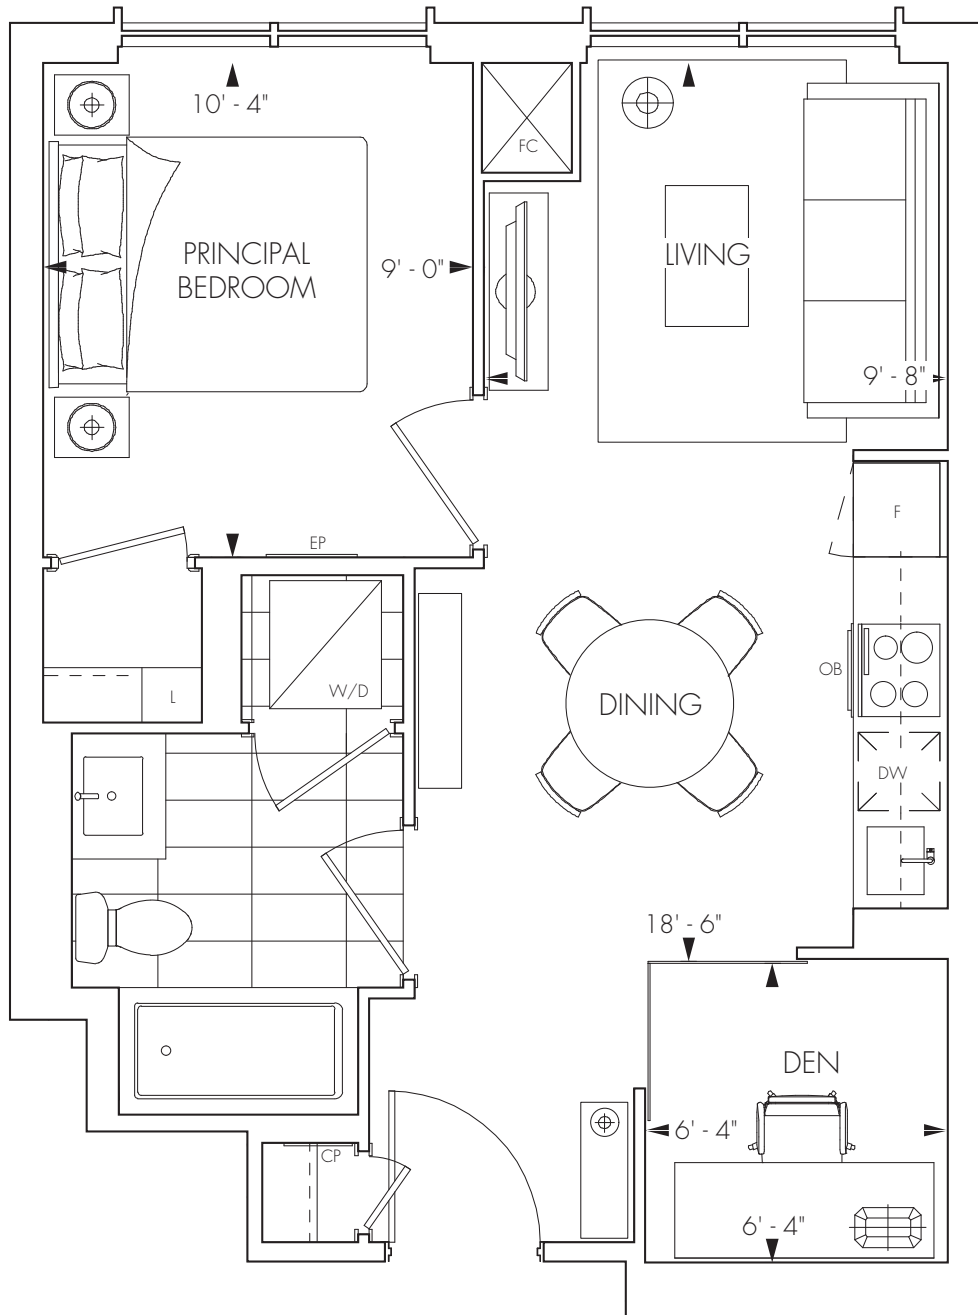 10' - 4"
FC
PRINCIPAL
BEDROOM
9' - 0"
LIVING
9' - 8"
F
EP
L
W/D
DINING
OB
DW
18' - 6"
DEN
6' - 4"
CP
6' - 4"